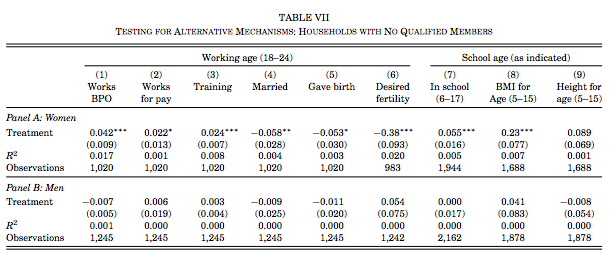 TABLE VII
TESTING FOR ALTERNATIVE MECHANISMS: HOUSEHOLDS WITH NO QUALIFIED MEMBERS
Working age (18–24) School age (as indicated)
(1) (2) (3) (4) (5) (6) (7) (8) (9)
Works Works Training Married Gave birth Desired In school BMI for Height for
BPO for pay fertility (6–17) Age (5–15) age (5–15)
Panel A: Women
Treatment 0.042*** 0.022* 0.024*** −0.058** −0.053* −0.38*** 0.055*** 0.23*** 0.089
(0.009) (0.013) (0.007) (0.028) (0.030) (0.093) (0.016) (0.077) (0.069)
R² 0.017 0.001 0.008 0.004 0.003 0.020 0.005 0.007 0.001
Observations 1,020 1,020 1,020 1,020 1,020 983 1,944 1,688 1,688
Panel B: Men
Treatment −0.007 0.006 0.003 −0.009 −0.011 0.054 0.000 0.041 −0.008
(0.005) (0.019) (0.004) (0.025) (0.020) (0.075) (0.017) (0.083) (0.054)
R² 0.001 0.000 0.000 0.000 0.000 0.000 0.000 0.000 0.000
Observations 1,245 1,245 1,245 1,245 1,245 1,242 2,162 1,878 1,878